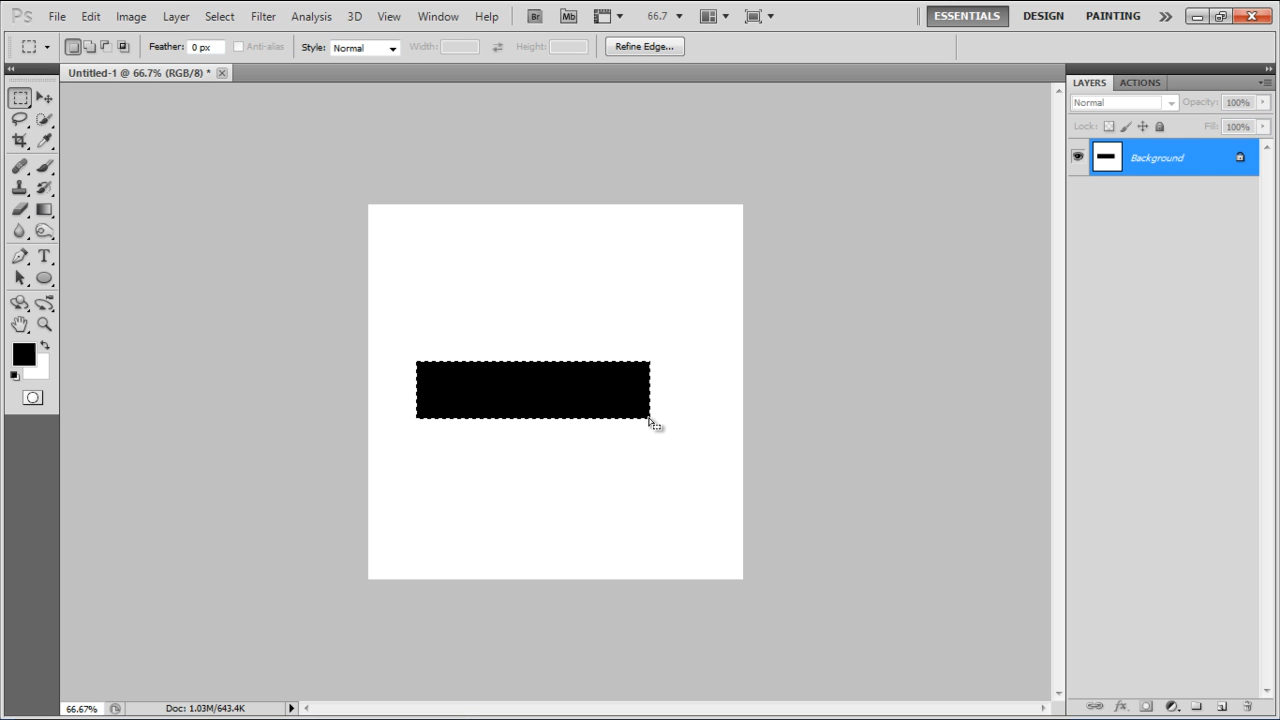 Ps File Edit Image Layer Select Filter Analysis 3D View Window Help Br Mb 66.7 ESSENTIALS DESIGN PAINTING
Feather: 0 px Anti-alias Style: Normal Width: Height: Refine Edge...
Untitled-1 @ 66.7% (RGB/8) *
LAYERS ACTIONS
Normal Opacity: 100%
Lock: Fill: 100%
Background
T
66.67% Doc: 1.03M/643.4K
fx